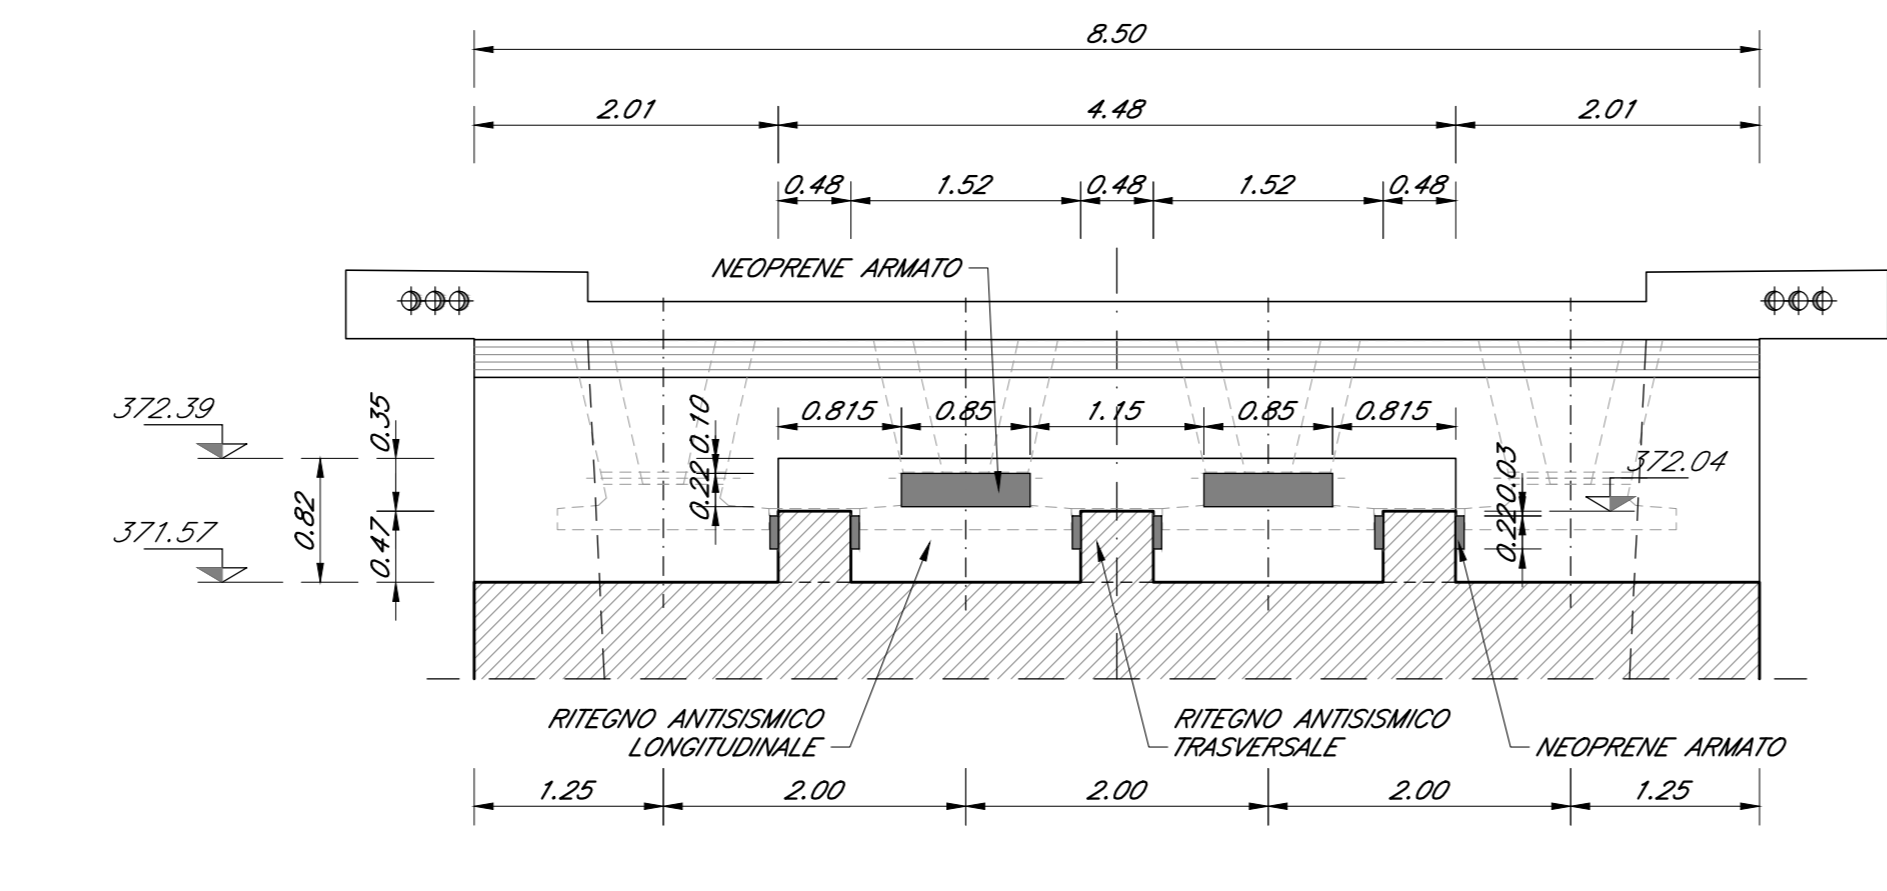 8.50
2.01 4.48 2.01
0.48 1.52 0.48 1.52 0.48
NEOPRENE ARMATO
372.39
0.35
0.10
0.815 0.85 1.15 0.85 0.815
0.22
0.03
372.04
0.82
371.57
0.47
0.22
RITEGNO ANTISISMICO
LONGITUDINALE
RITEGNO ANTISISMICO
TRASVERSALE
NEOPRENE ARMATO
1.25 2.00 2.00 2.00 1.25